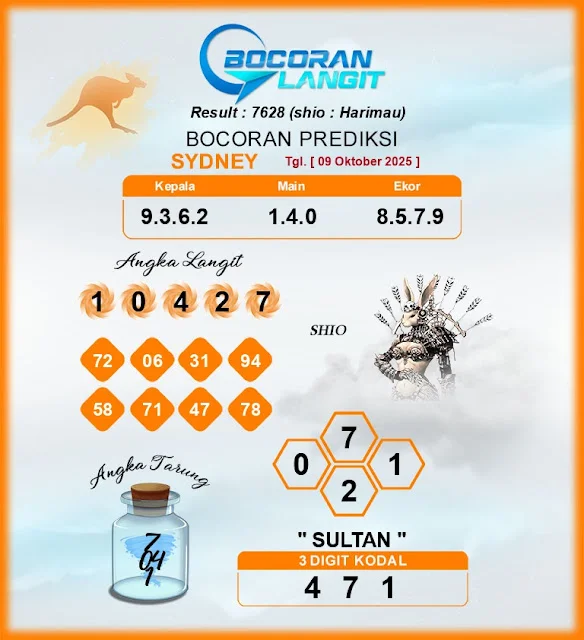 BOCORAN
LANGIT
Result : 7628 (shio : Harimau)
BOCORAN PREDIKSI
SYDNEY Tgl. [ 09 Oktober 2025 ]
Kepala Main Ekor
9.3.6.2 1.4.0 8.5.7.9
Angka Langit
1 0 4 2 7
SHIO
72 06 31 94
58 71 47 78
7
0 1
2
Angka Tarung
7
04
1
" SULTAN "
3 DIGIT KODAL
4 7 1